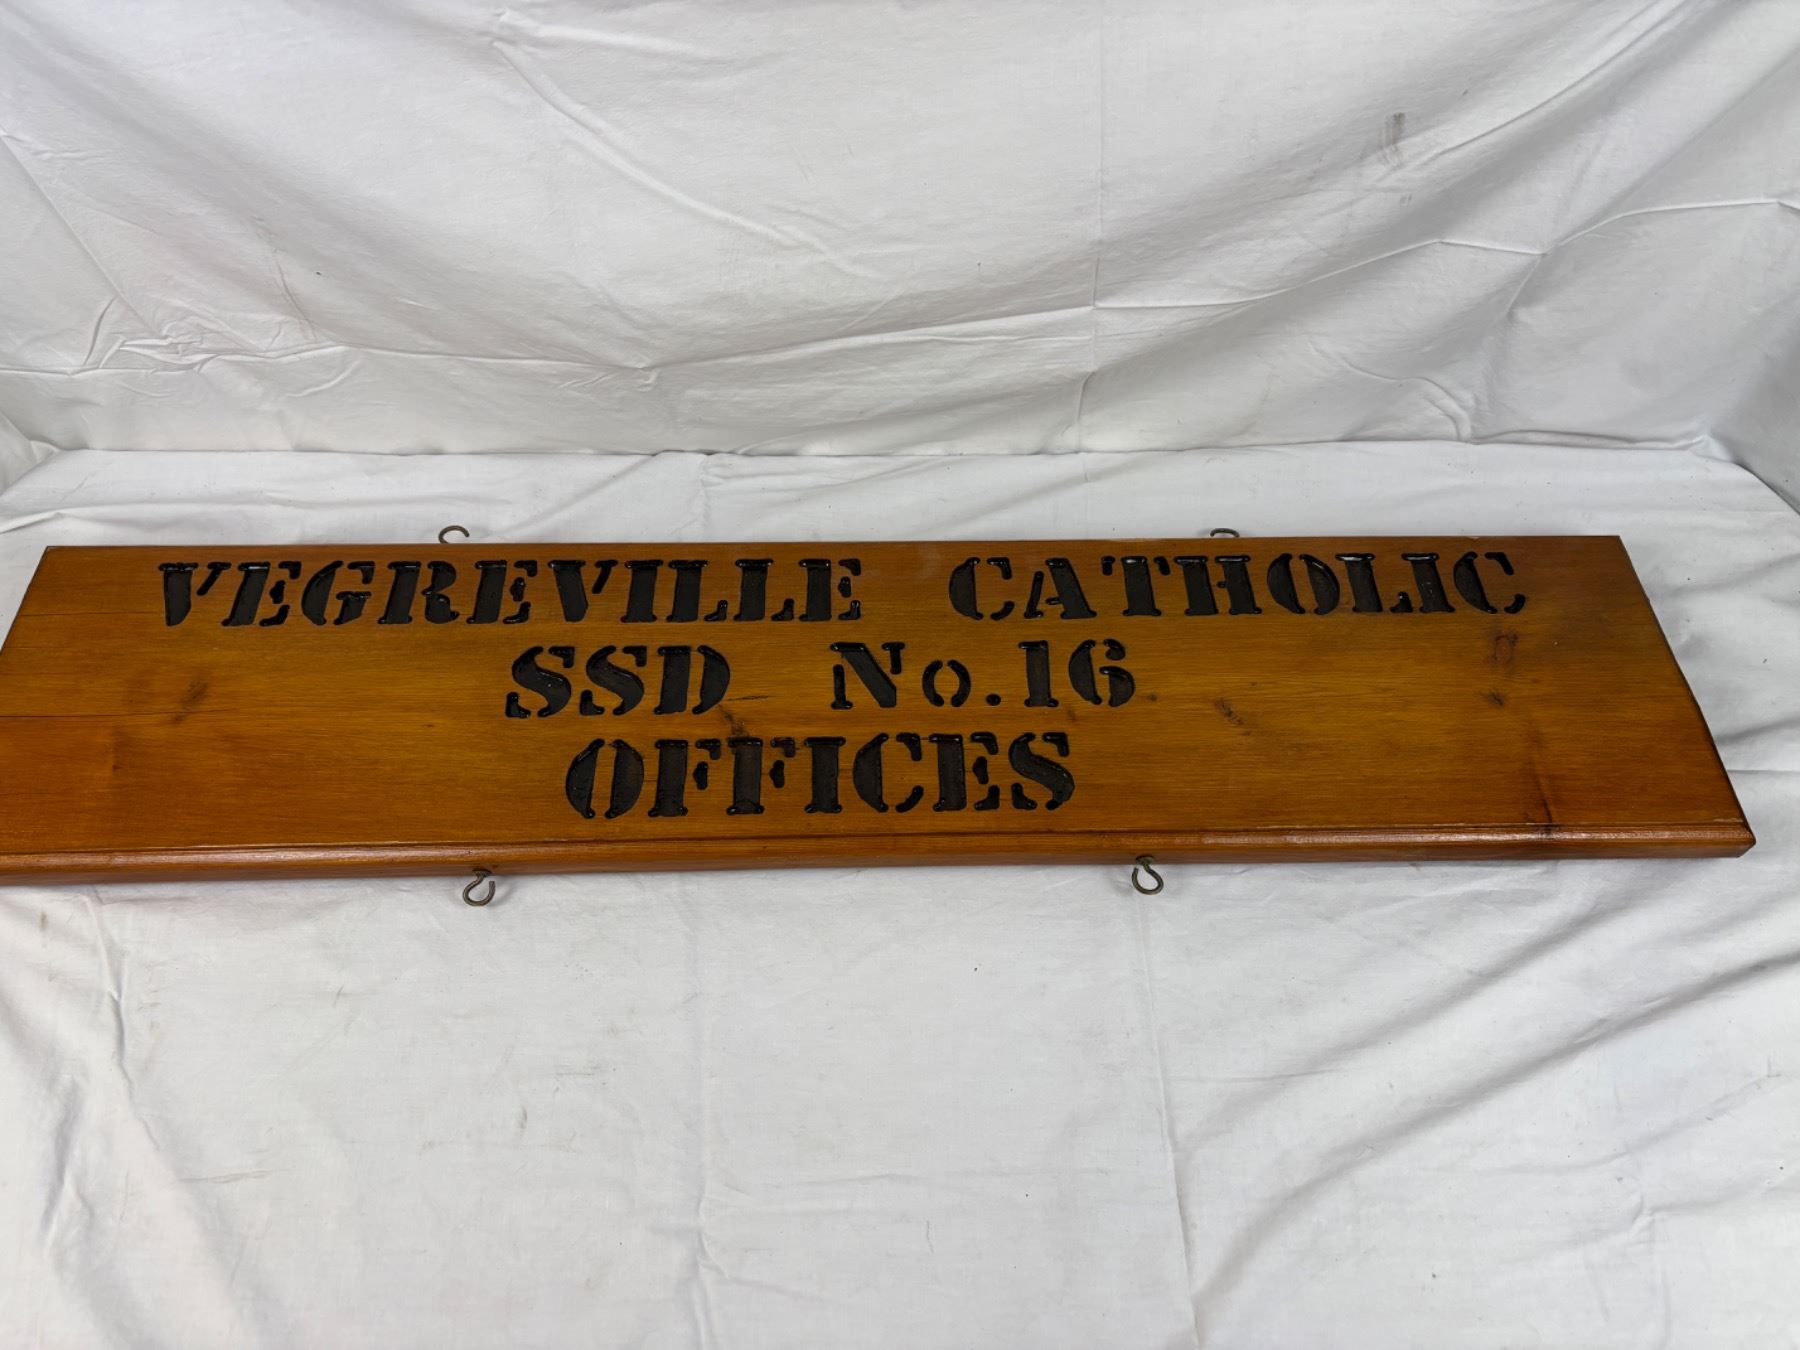 VEGREVILLE CATHOLIC
SSD No. 16
OFFICES